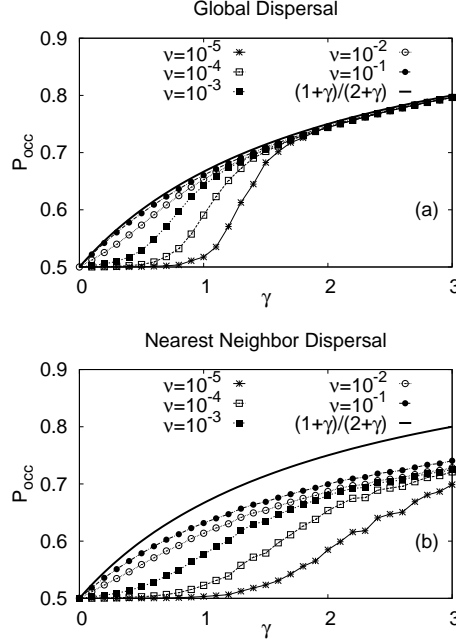 Global Dispersal
0.9
ν=10⁻⁵ ν=10⁻²
ν=10⁻⁴ ν=10⁻¹
ν=10⁻³ (1+γ)/(2+γ)
0.8
0.7
P_occ
0.6
(a)
0.5
0 1 2 3
γ
Nearest Neighbor Dispersal
0.9
ν=10⁻⁵ ν=10⁻²
ν=10⁻⁴ ν=10⁻¹
ν=10⁻³ (1+γ)/(2+γ)
0.8
0.7
P_occ
0.6
(b)
0.5
0 1 2 3
γ